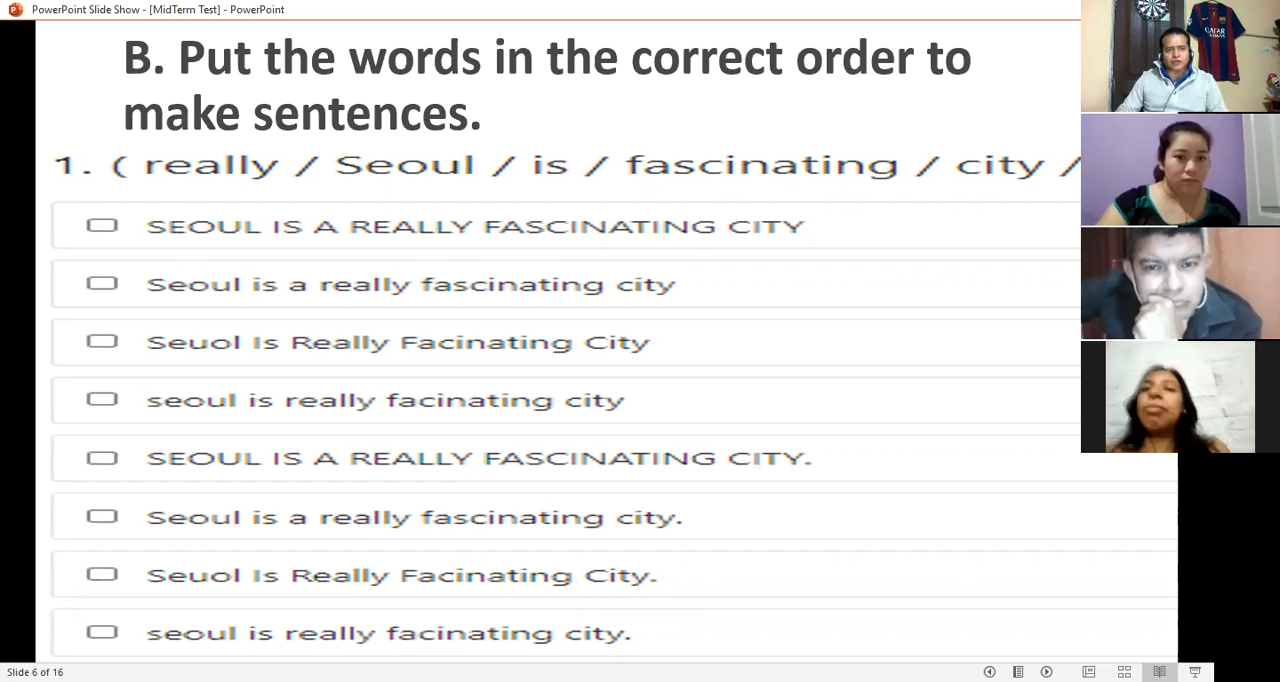 PowerPoint Slide Show - [MidTerm Test] - PowerPoint
B. Put the words in the correct order to
make sentences.
1. ( really / Seoul / is / fascinating / city /
SEOUL IS A REALLY FASCINATING CITY
Seoul is a really fascinating city
Seuol Is Really Facinating City
seoul is really facinating city
SEOUL IS A REALLY FASCINATING CITY.
Seoul is a really fascinating city.
Seuol Is Really Facinating City.
seoul is really facinating city.
QATAR
Slide 6 of 16